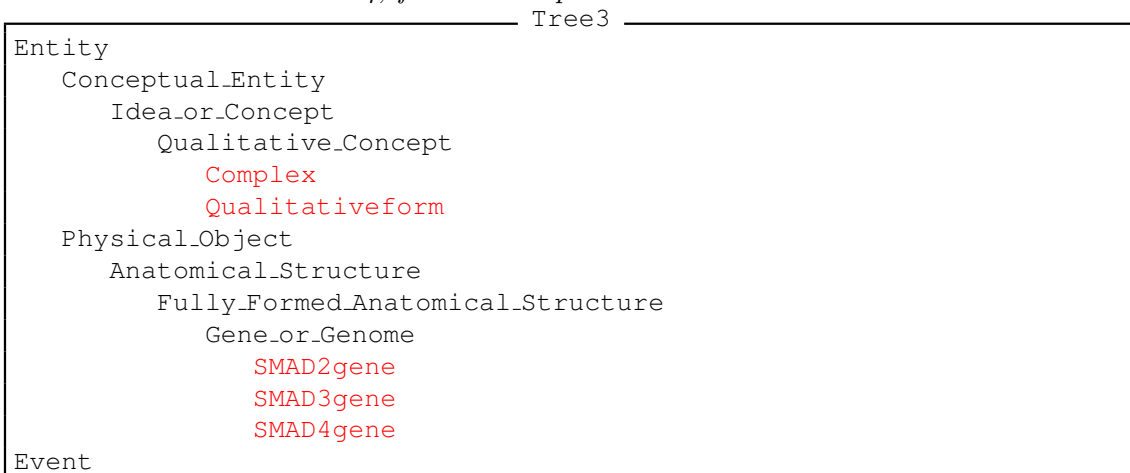 Tree3
Entity
Conceptual_Entity
Idea_or_Concept
Qualitative_Concept
Complex
Qualitativeform
Physical_Object
Anatomical_Structure
Fully_Formed_Anatomical_Structure
Gene_or_Genome
SMAD2gene
SMAD3gene
SMAD4gene
Event